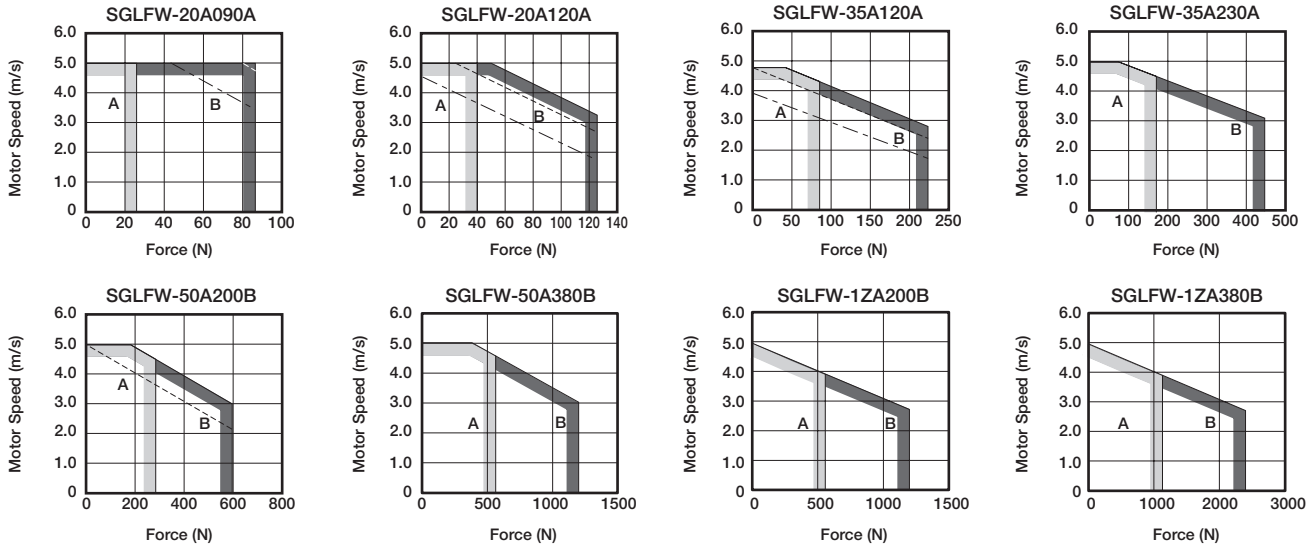 SGLFW-20A090A
6.0
5.0
4.0
3.0
2.0
1.0
0
0 20 40 60 80 100
Motor Speed (m/s)
Force (N)
A
B
SGLFW-20A120A
6.0
5.0
4.0
3.0
2.0
1.0
0
0 20 40 60 80 100 120 140
Motor Speed (m/s)
Force (N)
A
B
SGLFW-35A120A
6.0
5.0
4.0
3.0
2.0
1.0
0
0 50 100 150 200 250
Motor Speed (m/s)
Force (N)
A
B
SGLFW-35A230A
6.0
5.0
4.0
3.0
2.0
1.0
0
0 100 200 300 400 500
Motor Speed (m/s)
Force (N)
A
B
SGLFW-50A200B
6.0
5.0
4.0
3.0
2.0
1.0
0
0 200 400 600 800
Motor Speed (m/s)
Force (N)
A
B
SGLFW-50A380B
6.0
5.0
4.0
3.0
2.0
1.0
0
0 500 1000 1500
Motor Speed (m/s)
Force (N)
A
B
SGLFW-1ZA200B
6.0
5.0
4.0
3.0
2.0
1.0
0
0 500 1000 1500
Motor Speed (m/s)
Force (N)
A
B
SGLFW-1ZA380B
6.0
5.0
4.0
3.0
2.0
1.0
0
0 1000 2000 3000
Motor Speed (m/s)
Force (N)
A
B